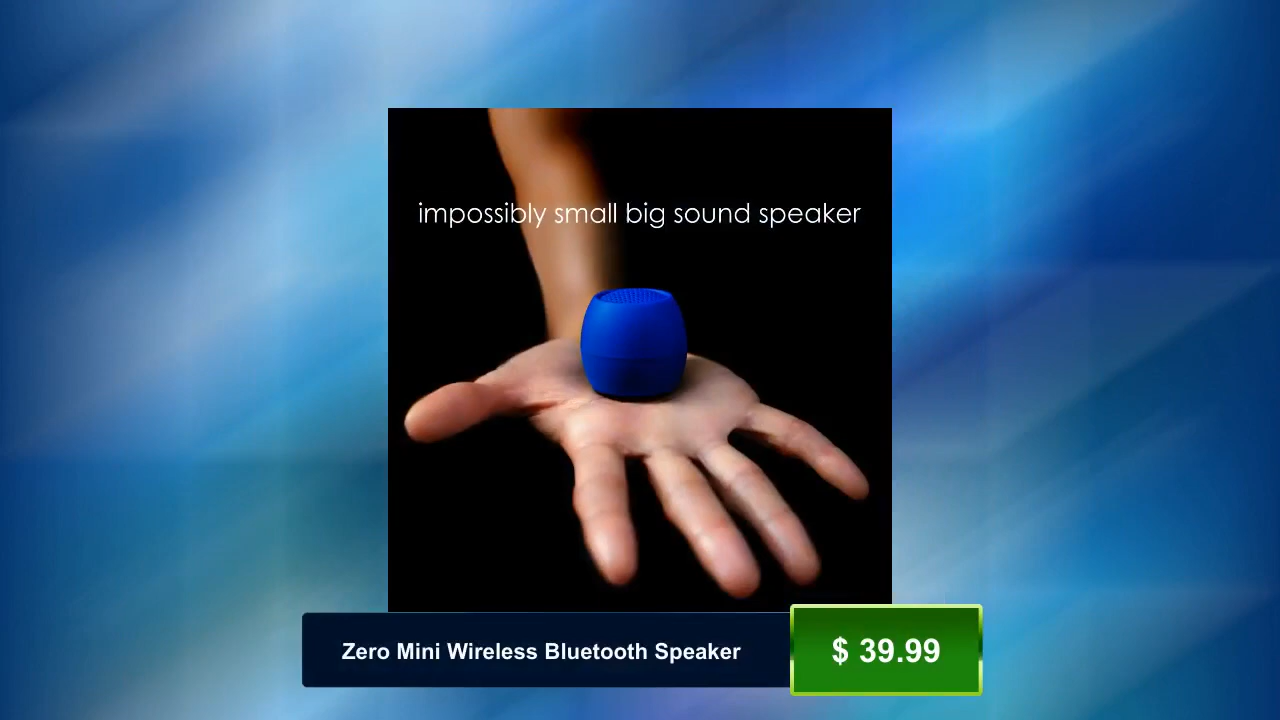 impossibly small big sound speaker
Zero Mini Wireless Bluetooth Speaker
$ 39.99